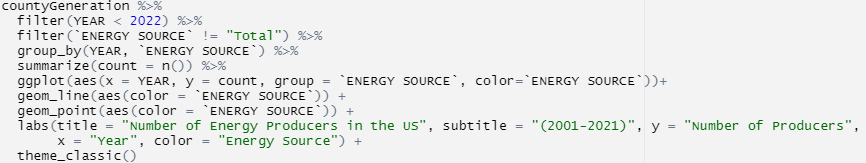 countyGeneration %>%
  filter(YEAR < 2022) %>%
  filter(`ENERGY SOURCE` != "Total") %>%
  group_by(YEAR, `ENERGY SOURCE`) %>%
  summarize(count = n()) %>%
  ggplot(aes(x = YEAR, y = count, group = `ENERGY SOURCE`, color=`ENERGY SOURCE`))+
  geom_line(aes(color = `ENERGY SOURCE`)) +
  geom_point(aes(color = `ENERGY SOURCE`)) +
  labs(title = "Number of Energy Producers in the US", subtitle = "(2001-2021)", y = "Number of Producers",
       x = "Year", color = "Energy Source") +
  theme_classic()